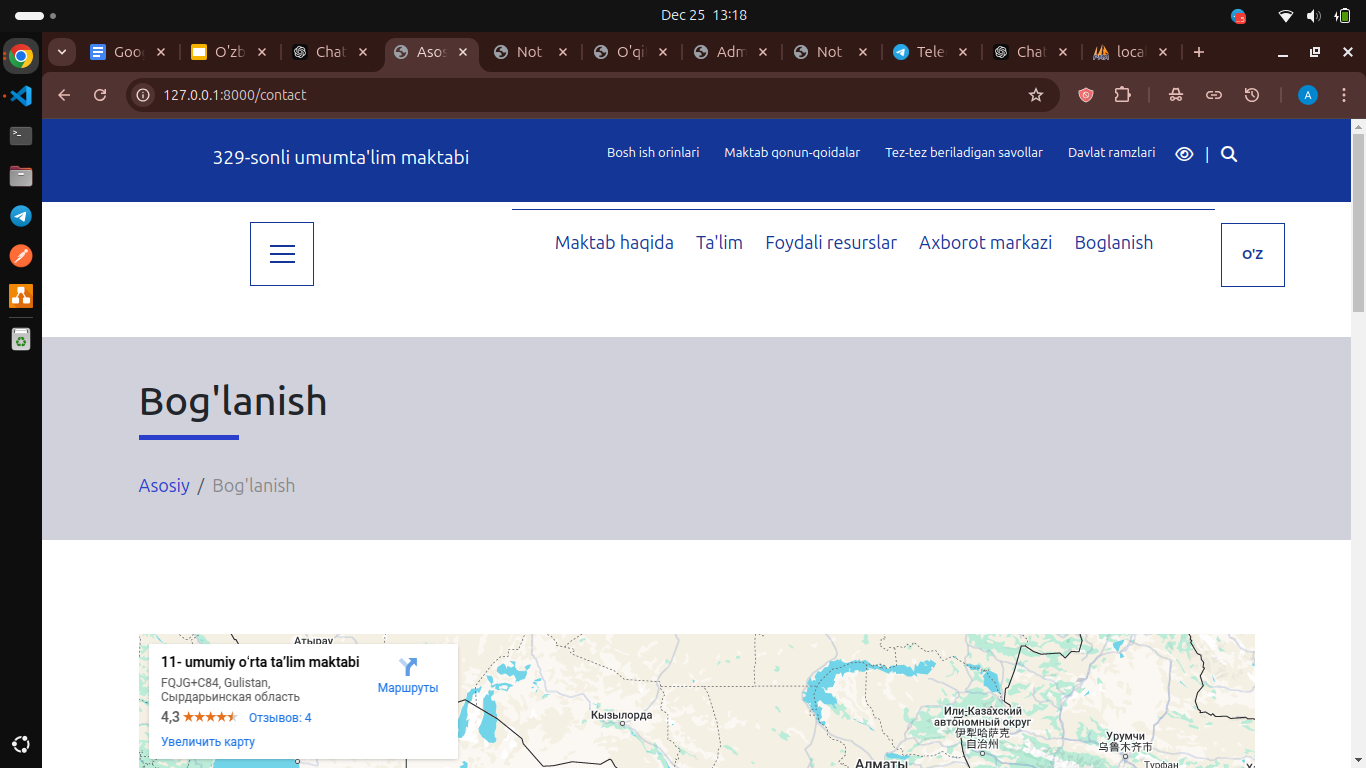 Dec 25 13:18
Goo
O'zb
Chat
Asos
Not
O'qi
Adm
Not
Tele
Chat
loca
127.0.0.1:8000/contact
A
329-sonli umumta'lim maktabi
Bosh ish orinlari
Maktab qonun-qoidalar
Tez-tez beriladigan savollar
Davlat ramzlari
|
Maktab haqida
Ta'lim
Foydali resurslar
Axborot markazi
Boglanish
O'Z
Bog'lanish
Asosiy / Bog'lanish
11- umumiy o'rta ta'lim maktabi
FQJG+C84, Gulistan,
Сырдарьинская область
4,3
Отзывов: 4
Маршруты
Увеличить карту
Атырау
Кызылорда
Или-Казахский
автономный округ
伊犁哈萨克
自治州
Урумчи
乌鲁木齐市
Алматы
Турфан